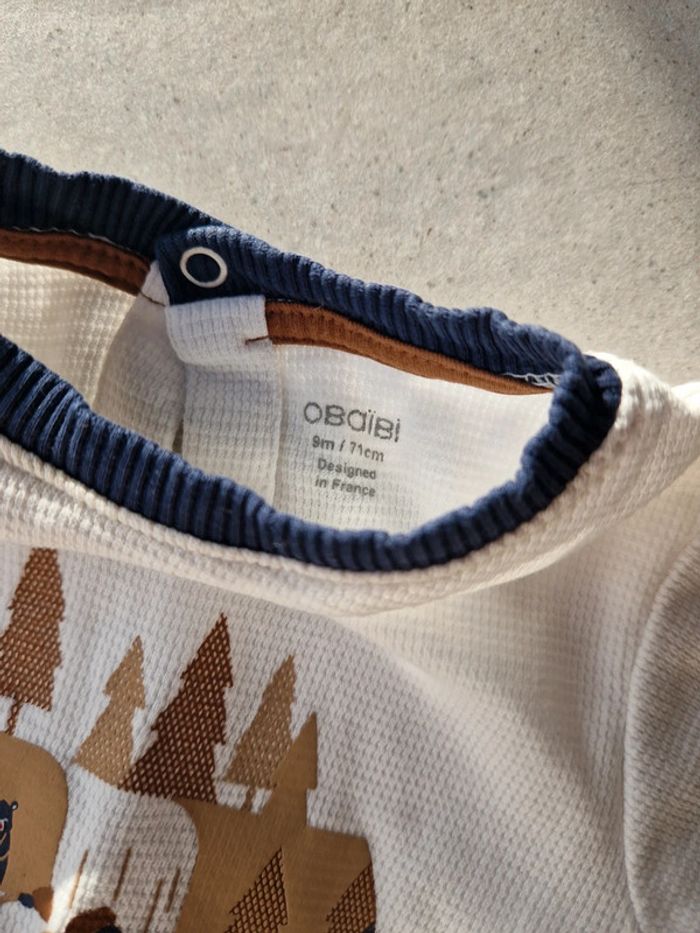 OBaïBi
9m / 71cm
Designed
in France